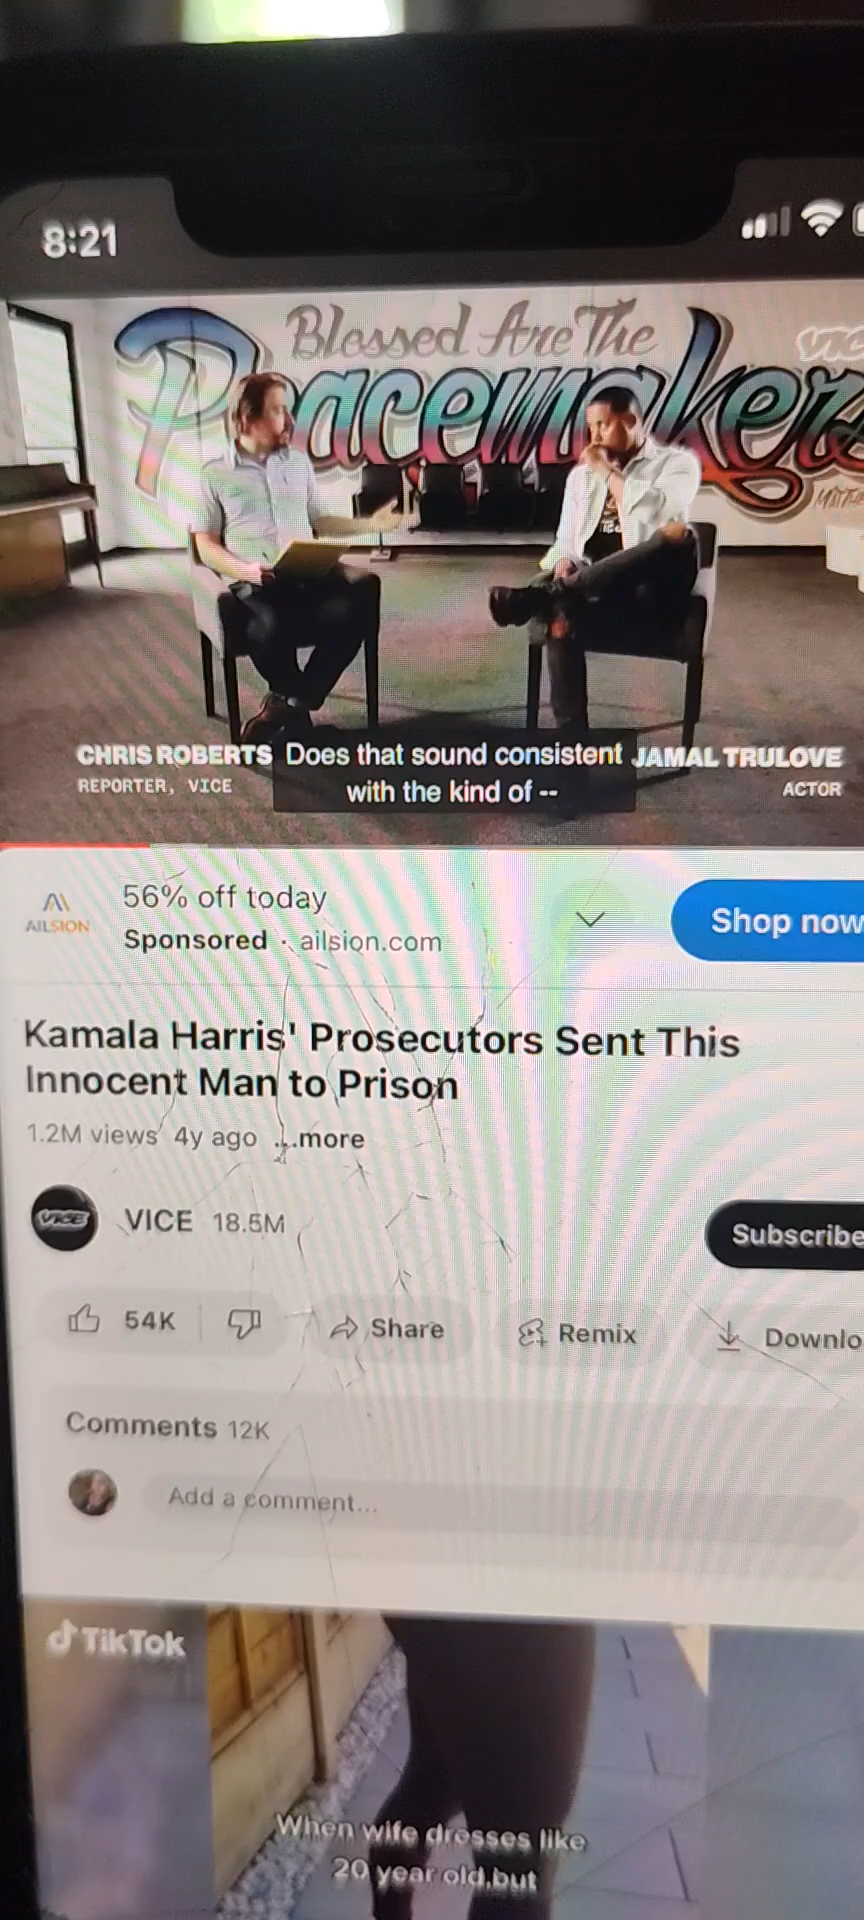 8:21
Blessed Are The
Peacemakers
VICE
CHRIS ROBERTS
REPORTER, VICE
Does that sound consistent
with the kind of --
JAMAL TRULOVE
ACTOR
AILSION
56% off today
Sponsored · ailsion.com
Shop now
Kamala Harris' Prosecutors Sent This
Innocent Man to Prison
1.2M views 4y ago ...more
VICE
VICE 18.5M
Subscribe
54K
Share
Remix
Downlo
Comments 12K
Add a comment...
TikTok
When wife dresses like
20 year old,but